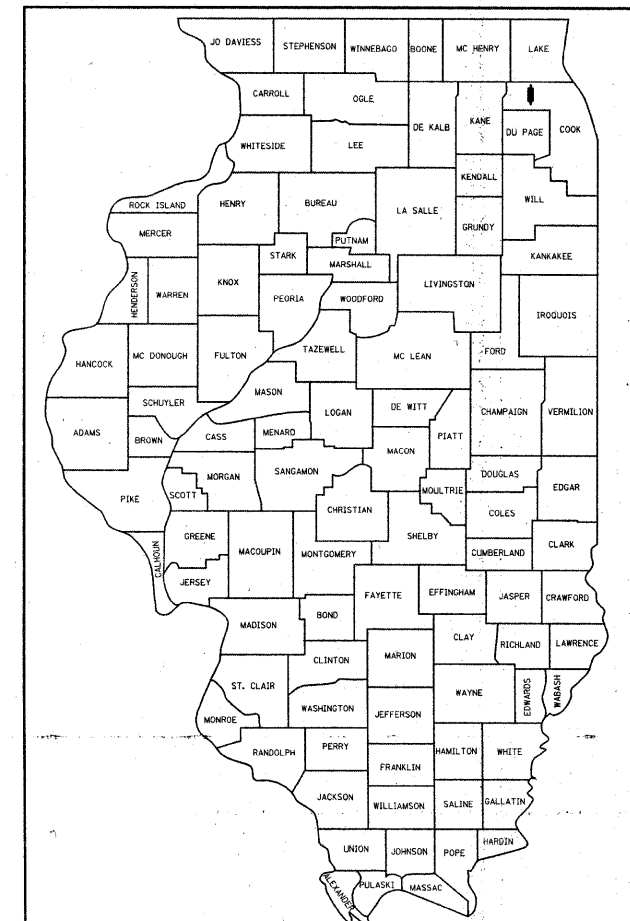 JO DAVIESS STEPHENSON WINNEBAGO BOONE MC HENRY LAKE
CARROLL OGLE DE KALB KANE DU PAGE COOK
WHITESIDE LEE
KENDALL
ROCK ISLAND HENRY BUREAU LA SALLE WILL
MERCER PUTNAM GRUNDY
STARK MARSHALL KANKAKEE
HENDERSON WARREN KNOX PEORIA WOODFORD LIVINGSTON
IROQUOIS
HANCOCK MC DONOUGH FULTON TAZEWELL MC LEAN FORD
MASON
SCHUYLER LOGAN DE WITT CHAMPAIGN VERMILION
ADAMS BROWN CASS MENARD PIATT
MACON
PIKE SCOTT MORGAN SANGAMON MOULTRIE DOUGLAS EDGAR
CHRISTIAN COLES
CALHOUN GREENE MACOUPIN MONTGOMERY SHELBY CUMBERLAND CLARK
JERSEY
FAYETTE EFFINGHAM JASPER CRAWFORD
MADISON BOND
CLAY RICHLAND LAWRENCE
CLINTON MARION
ST. CLAIR WAYNE EDWARDS WABASH
MONROE WASHINGTON JEFFERSON
RANDOLPH PERRY HAMILTON WHITE
FRANKLIN
JACKSON WILLIAMSON SALINE GALLATIN
UNION JOHNSON POPE HARDIN
ALEXANDER PULASKI MASSAC